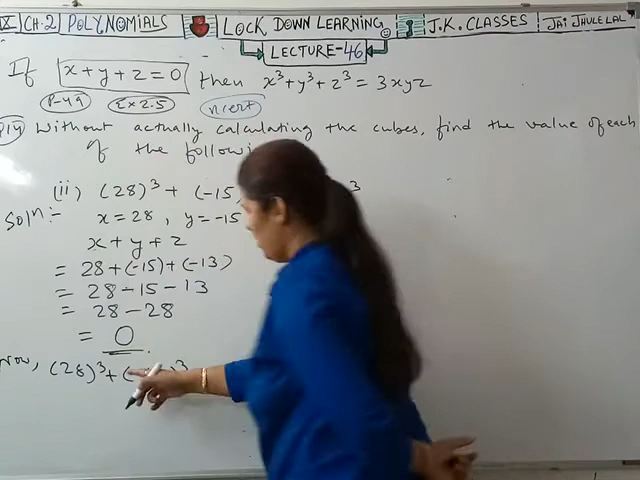 IX CH.2 POLYNOMIALS LOCK DOWN LEARNING J.K. CLASSES JAI JHULELAL
LECTURE-46
If x+y+z=0 then x³+y³+z³=3xyz
P-49 EX 2.5 ncert
Q14 Without actually calculating the cubes, find the value of each
of the
(ii) (28)³ + (-15 3
Soln:- x=28, y=-15
x+y+z
= 28+(-15)+(-13)
= 28-15-13
= 28-28
= 0
Now, (28)³+( )³